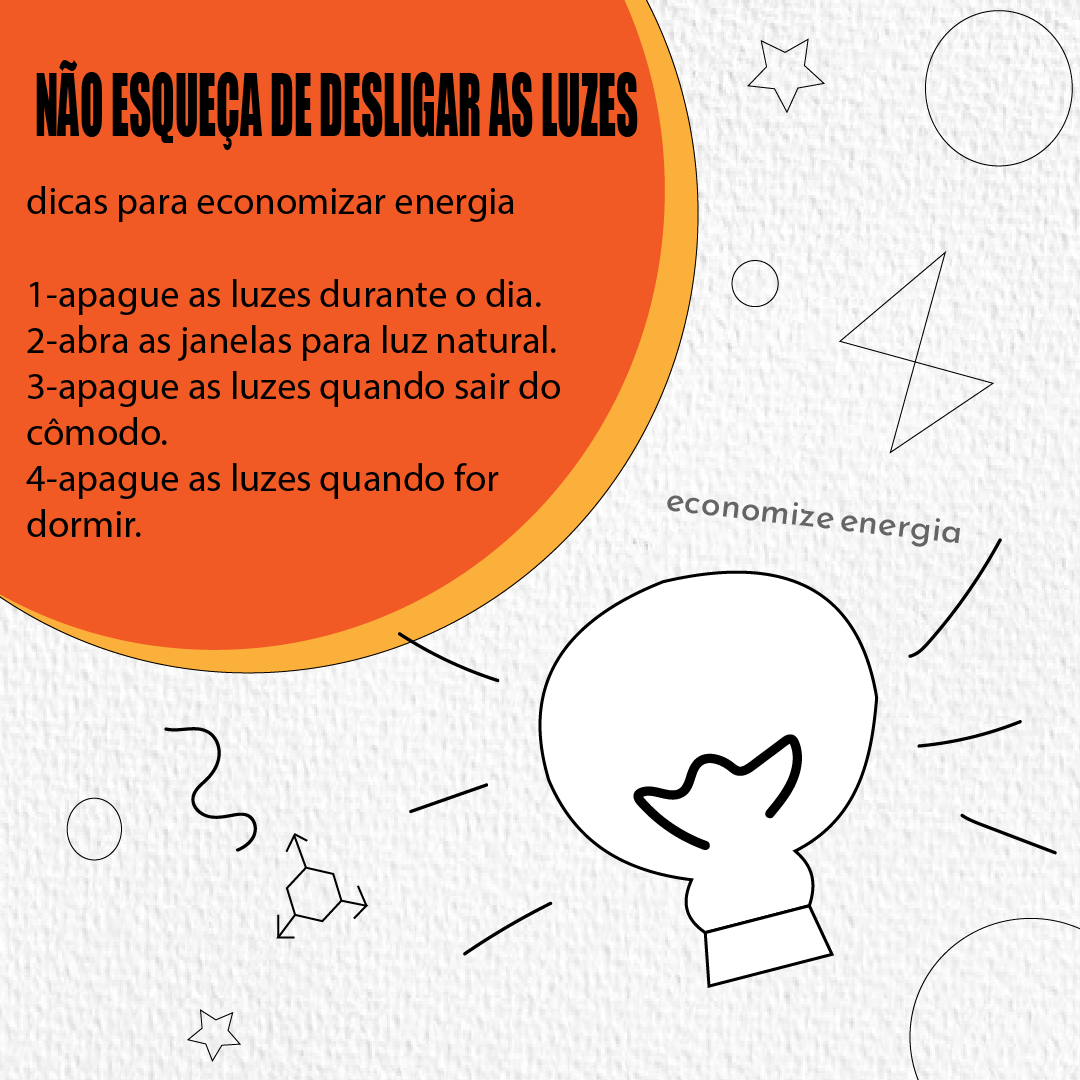 NÃO ESQUEÇA DE DESLIGAR AS LUZES
dicas para economizar energia
1-apague as luzes durante o dia.
2-abra as janelas para luz natural.
3-apague as luzes quando sair do
cômodo.
4-apague as luzes quando for
dormir.
economize energia